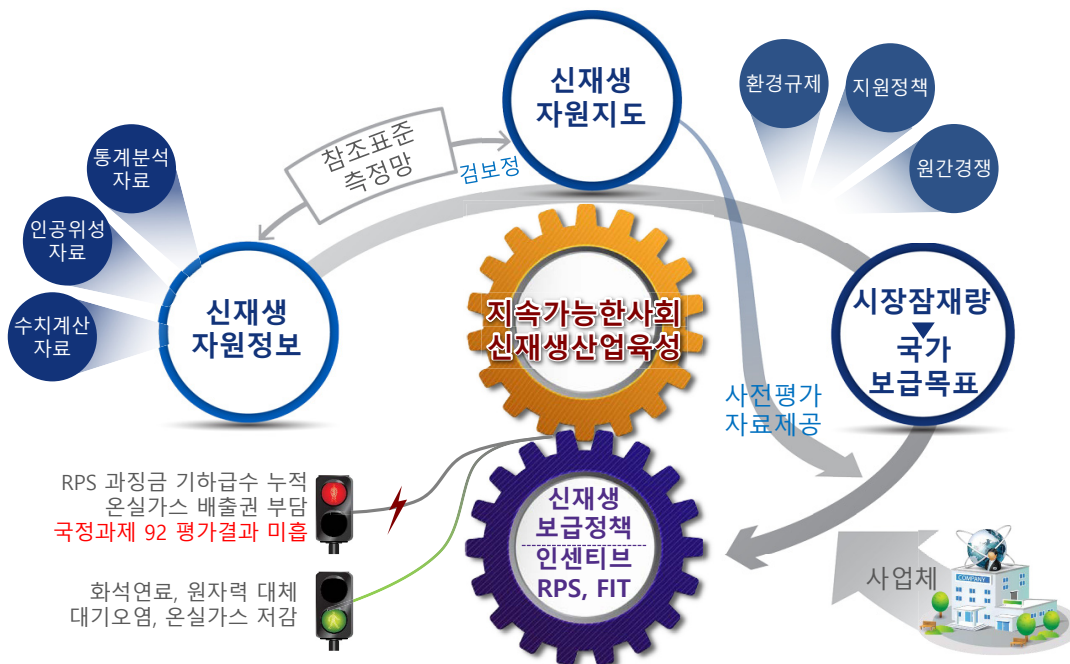 신재생
자원지도
환경규제
지원정책
원간경쟁
참조표준
측정망
검보정
통계분석
자료
인공위성
자료
수치계산
자료
신재생
자원정보
지속가능한사회
신재생산업육성
시장잠재량
▼
국가
보급목표
사전평가
자료제공
RPS 과징금 기하급수 누적
온실가스 배출권 부담
국정과제 92 평가결과 미흡
화석연료, 원자력 대체
대기오염, 온실가스 저감
신재생
보급정책
인센티브
RPS, FIT
사업체
COMPANY